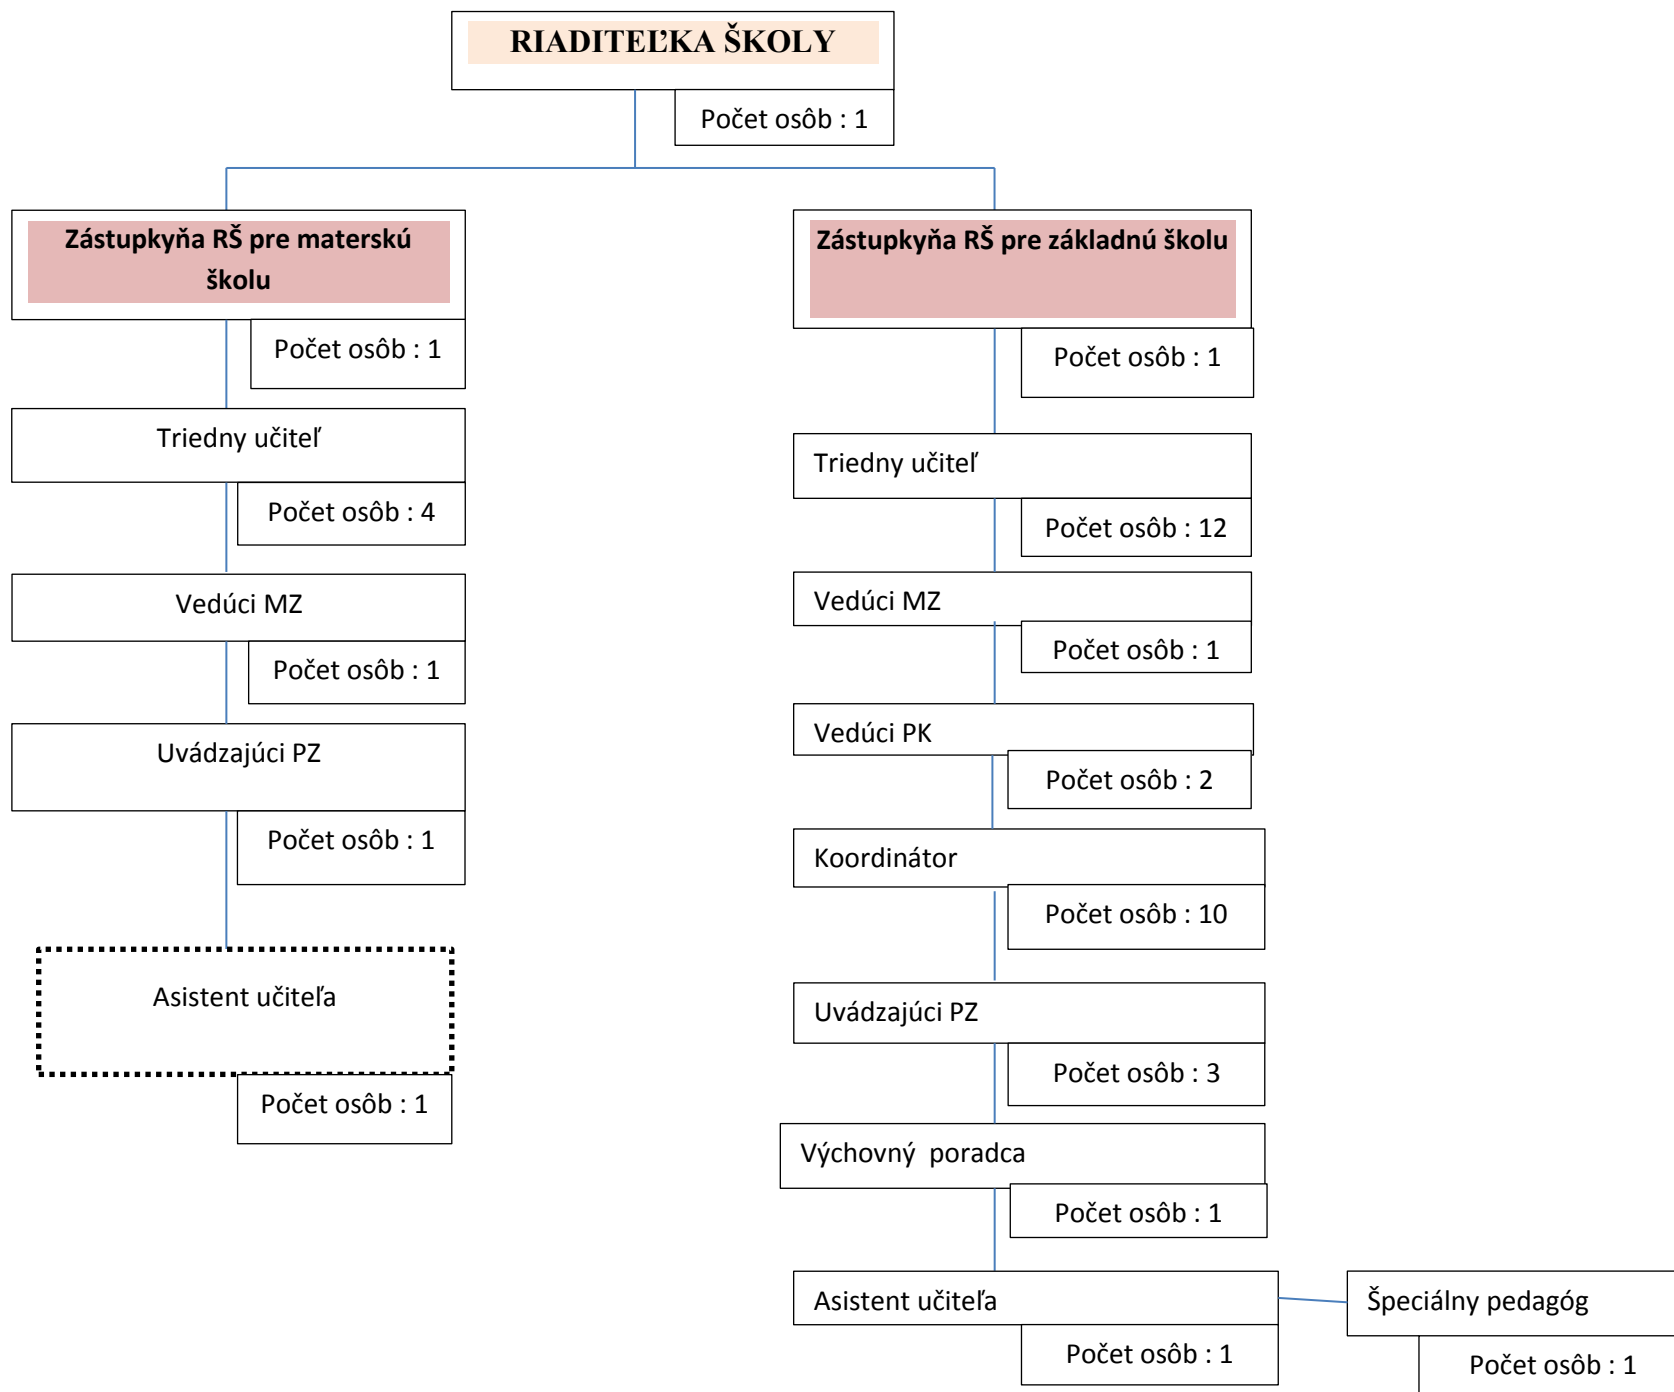 RIADITEĽKA ŠKOLY
Počet osôb : 1
Zástupkyňa RŠ pre materskú
školu
Počet osôb : 1
Triedny učiteľ
Počet osôb : 4
Vedúci MZ
Počet osôb : 1
Uvádzajúci PZ
Počet osôb : 1
Asistent učiteľa
Počet osôb : 1
Zástupkyňa RŠ pre základnú školu
Počet osôb : 1
Triedny učiteľ
Počet osôb : 12
Vedúci MZ
Počet osôb : 1
Vedúci PK
Počet osôb : 2
Koordinátor
Počet osôb : 10
Uvádzajúci PZ
Počet osôb : 3
Výchovný  poradca
Počet osôb : 1
Asistent učiteľa
Počet osôb : 1
Špeciálny pedagóg
Počet osôb : 1